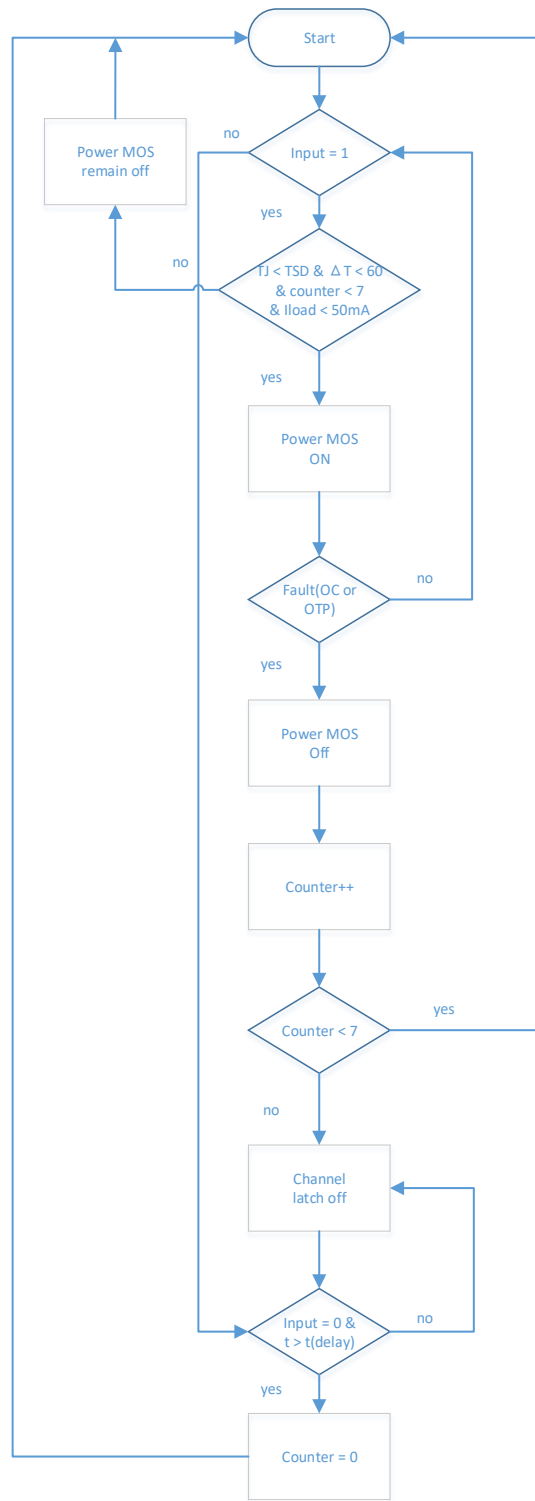 Start
no
Input = 1
Power MOS
remain off
yes
no
TJ < TSD & ΔT < 60
& counter < 7
& Iload < 50mA
yes
Power MOS
ON
Fault(OC or
OTP)
no
yes
Power MOS
Off
Counter++
Counter < 7
yes
no
Channel
latch off
Input = 0 &
t > t(delay)
no
yes
Counter = 0